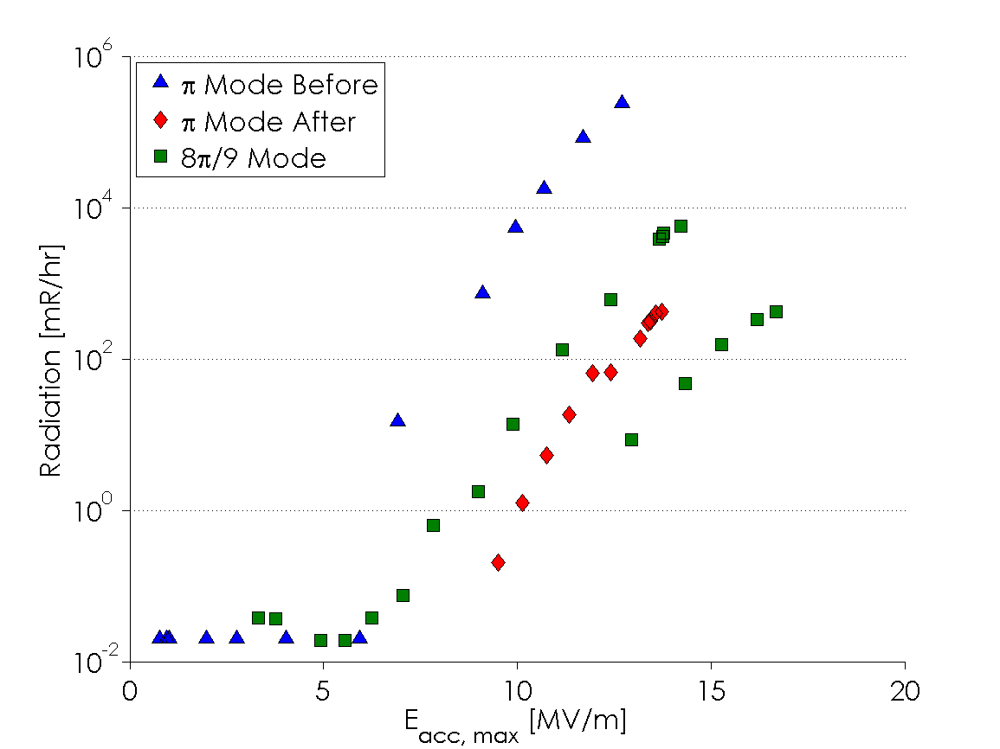 10^6
π Mode Before
π Mode After
8π/9 Mode
10^4
10^2
10^0
10^-2
Radiation [mR/hr]
0 5 10 15 20
E_acc, max [MV/m]